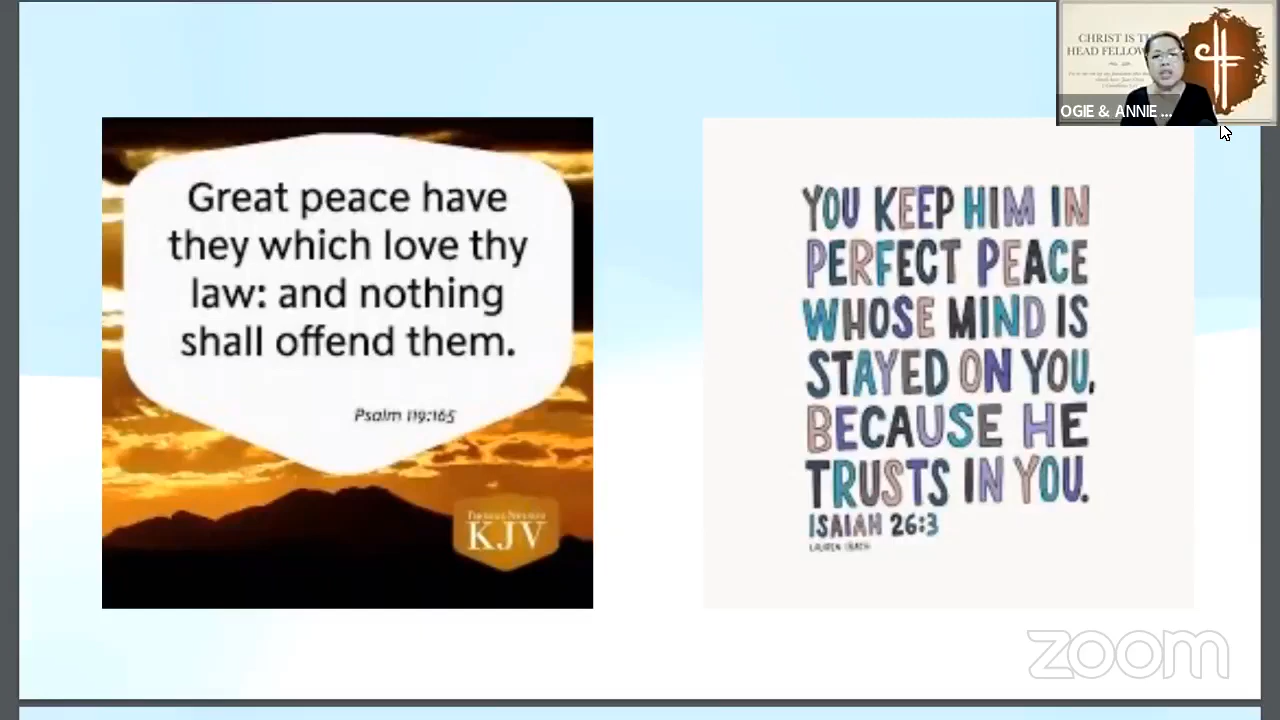 Great peace have
they which love thy
law: and nothing
shall offend them.
Psalm 119:165
KJV
YOU KEEP HIM IN
PERFECT PEACE
WHOSE MIND IS
STAYED ON YOU,
BECAUSE HE
TRUSTS IN YOU.
ISAIAH 26:3
CHRIST IS
HEAD
OGIE & ANNIE ...
zoom